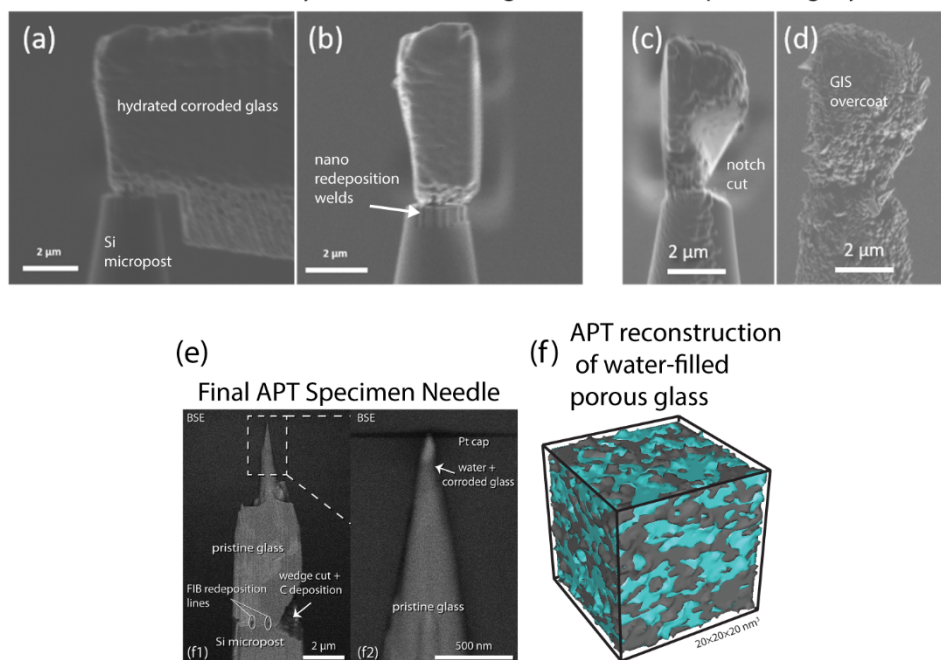 (a)
hydrated corroded glass
Si
micropost
2 μm
(b)
nano
redeposition
welds
2 μm
(c)
notch
cut
2 μm
(d)
GIS
overcoat
2 μm
(e)
Final APT Specimen Needle
BSE
pristine glass
wedge cut +
C deposition
FIB redeposition
lines
Si micropost
(f1)
2 μm
BSE
Pt cap
water +
corroded glass
pristine glass
(f2)
500 nm
(f)
APT reconstruction
of water-filled
porous glass
20×20×20 nm³